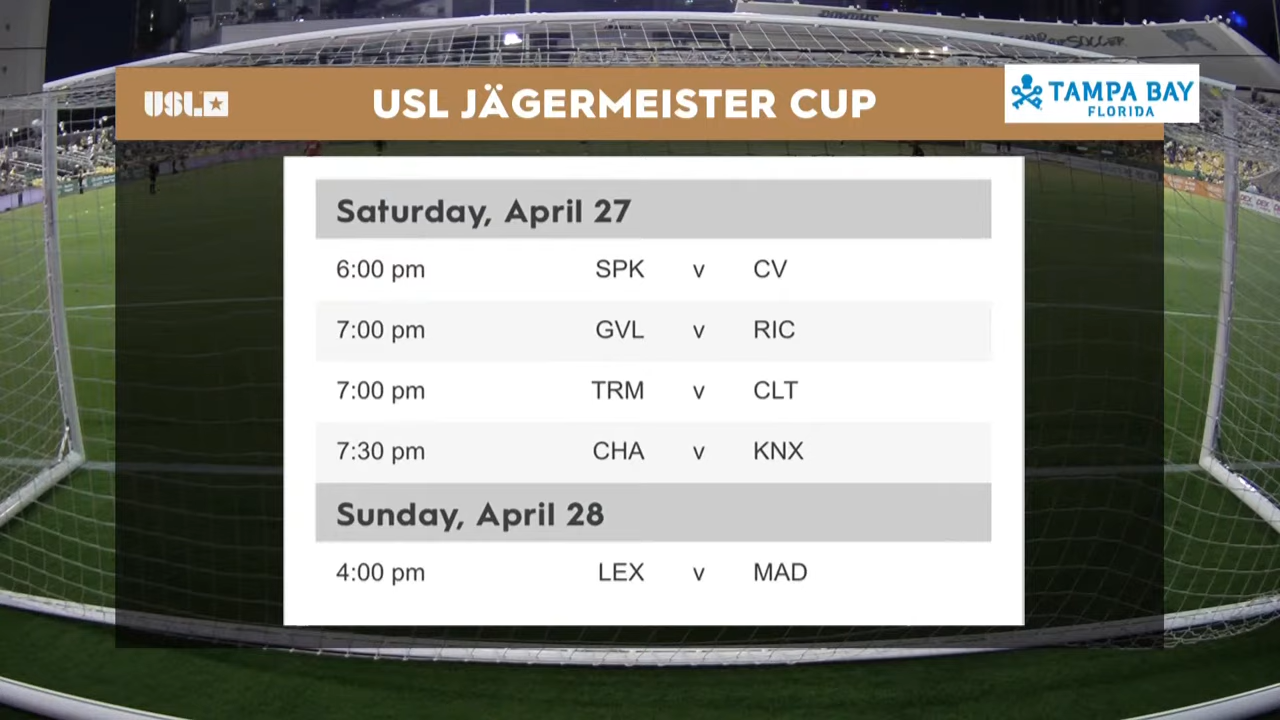 USL
USL JÄGERMEISTER CUP
TAMPA BAY
FLORIDA
Saturday, April 27
6:00 pm SPK v CV
7:00 pm GVL v RIC
7:00 pm TRM v CLT
7:30 pm CHA v KNX
Sunday, April 28
4:00 pm LEX v MAD